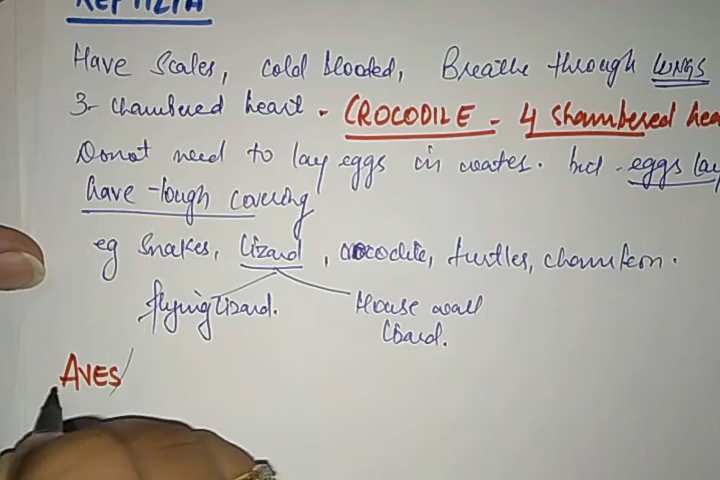 REPTILIA
Have Scales, cold blooded, Breathe through LUNGS
3- chambered heart. CROCODILE - 4 shambered hea
Donot need to lay eggs in water. but - eggs lay
have - tough covering
eg Snakes, Lizard, crocodile, turtles, chameleon.
flying Lizard. House wall
Lizard.
AVES